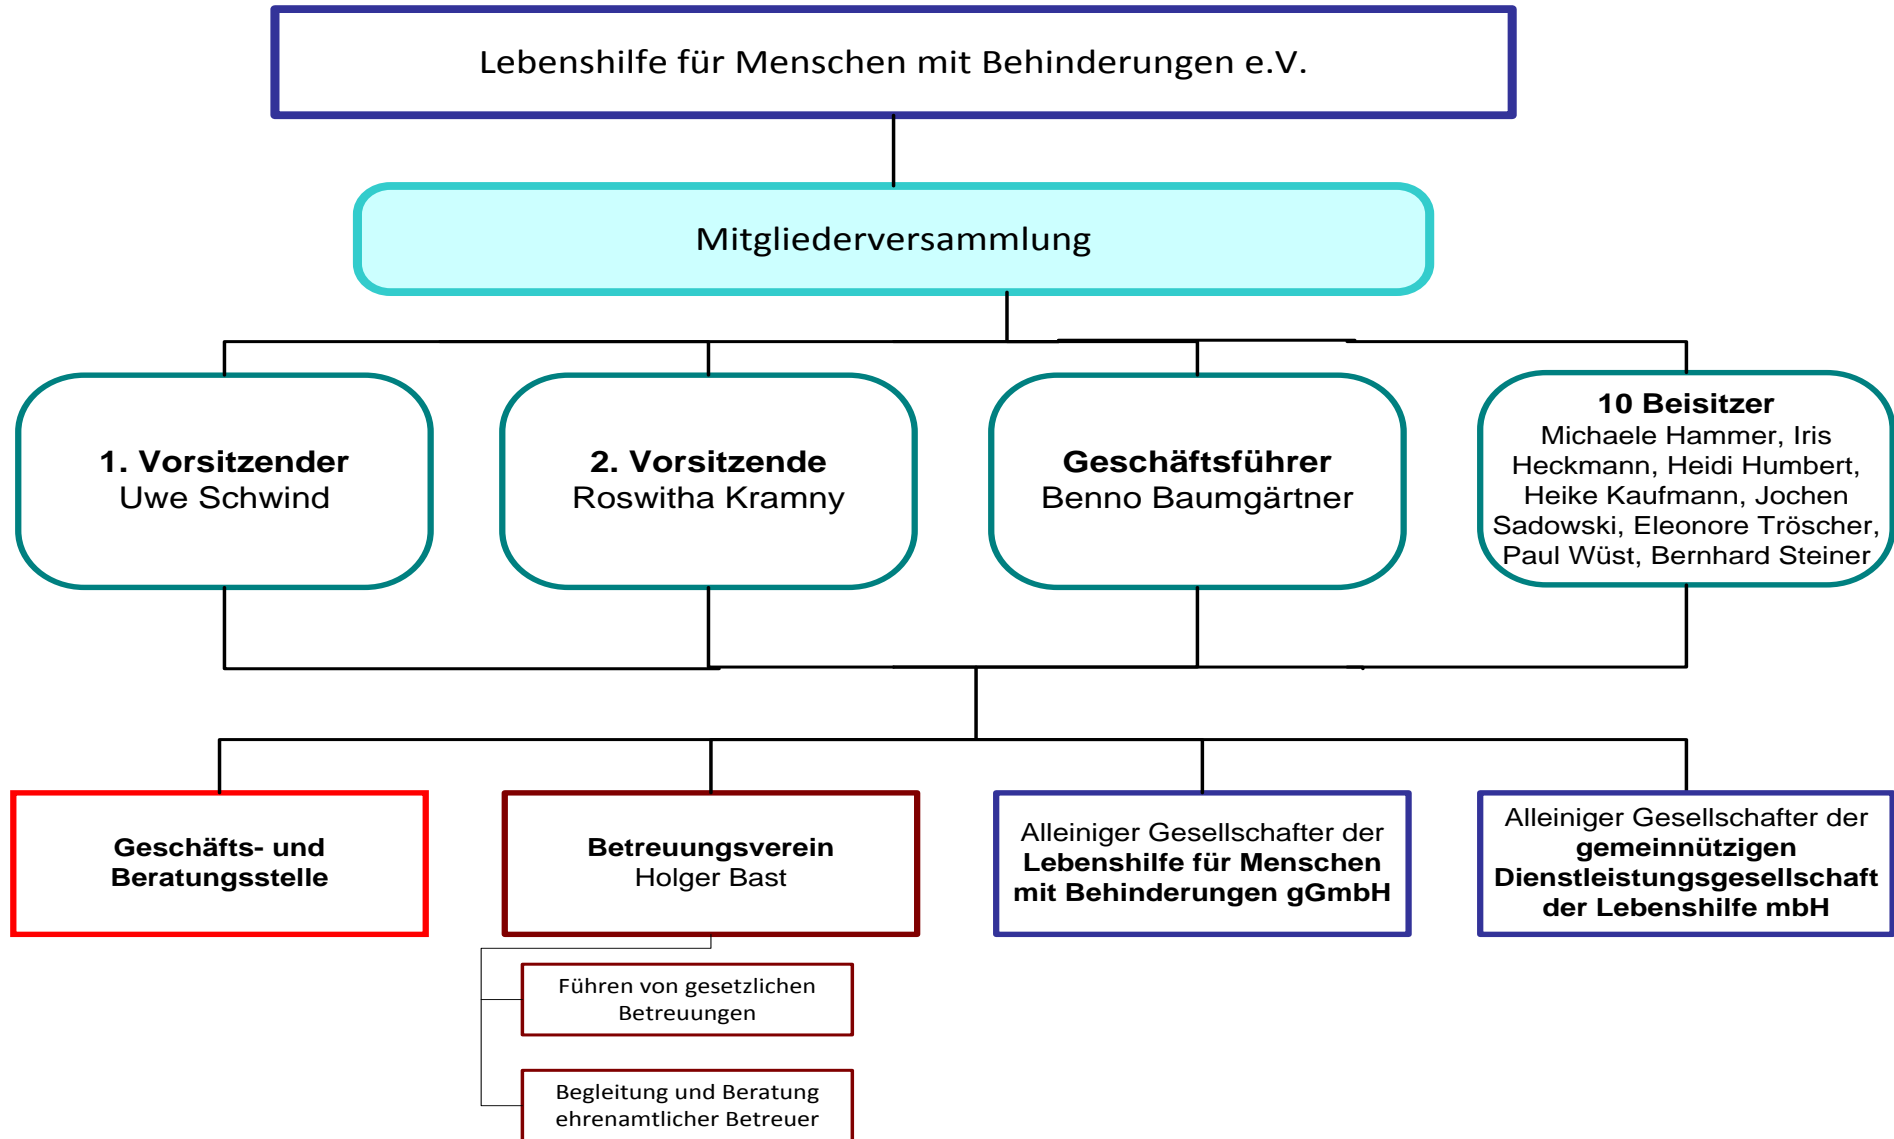 Lebenshilfe für Menschen mit Behinderungen e.V.
Mitgliederversammlung
1. Vorsitzender
Uwe Schwind
2. Vorsitzende
Roswitha Kramny
Geschäftsführer
Benno Baumgärtner
10 Beisitzer
Michaele Hammer, Iris
Heckmann, Heidi Humbert,
Heike Kaufmann, Jochen
Sadowski, Eleonore Tröscher,
Paul Wüst, Bernhard Steiner
Geschäfts- und
Beratungsstelle
Betreuungsverein
Holger Bast
Alleiniger Gesellschafter der
Lebenshilfe für Menschen
mit Behinderungen gGmbH
Alleiniger Gesellschafter der
gemeinnützigen
Dienstleistungsgesellschaft
der Lebenshilfe mbH
Führen von gesetzlichen
Betreuungen
Begleitung und Beratung
ehrenamtlicher Betreuer